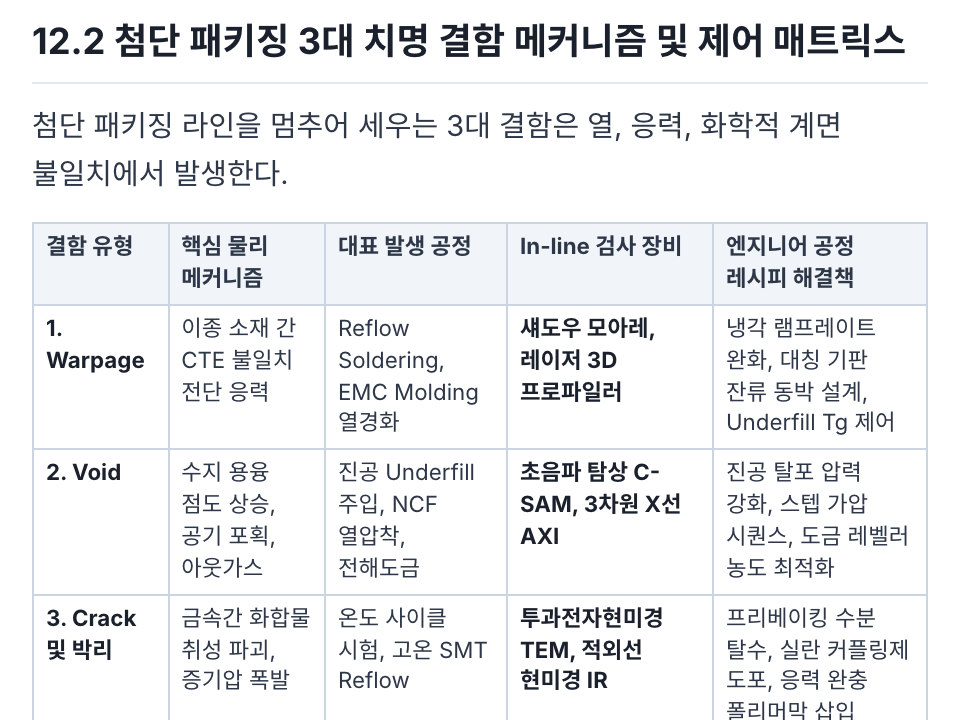 12.2 첨단 패키징 3대 치명 결함 메커니즘 및 제어 매트릭스
첨단 패키징 라인을 멈추어 세우는 3대 결함은 열, 응력, 화학적 계면
불일치에서 발생한다.
결함 유형
핵심 물리
메커니즘
대표 발생 공정
In-line 검사 장비
엔지니어 공정
레시피 해결책
1.
Warpage
이종 소재 간
CTE 불일치
전단 응력
Reflow
Soldering,
EMC Molding
열경화
섀도우 모아레,
레이저 3D
프로파일러
냉각 램프레이트
완화, 대칭 기판
잔류 동박 설계,
Underfill Tg 제어
2. Void
수지 용융
점도 상승,
공기 포획,
아웃가스
진공 Underfill
주입, NCF
열압착,
전해도금
초음파 탐상 C-
SAM, 3차원 X선
AXI
진공 탈포 압력
강화, 스텝 가압
시퀀스, 도금 레벨러
농도 최적화
3. Crack
및 박리
금속간 화합물
취성 파괴,
증기압 폭발
온도 사이클
시험, 고온 SMT
Reflow
투과전자현미경
TEM, 적외선
현미경 IR
프리베이킹 수분
탈수, 실란 커플링제
도포, 응력 완충
폴리머막 삽입